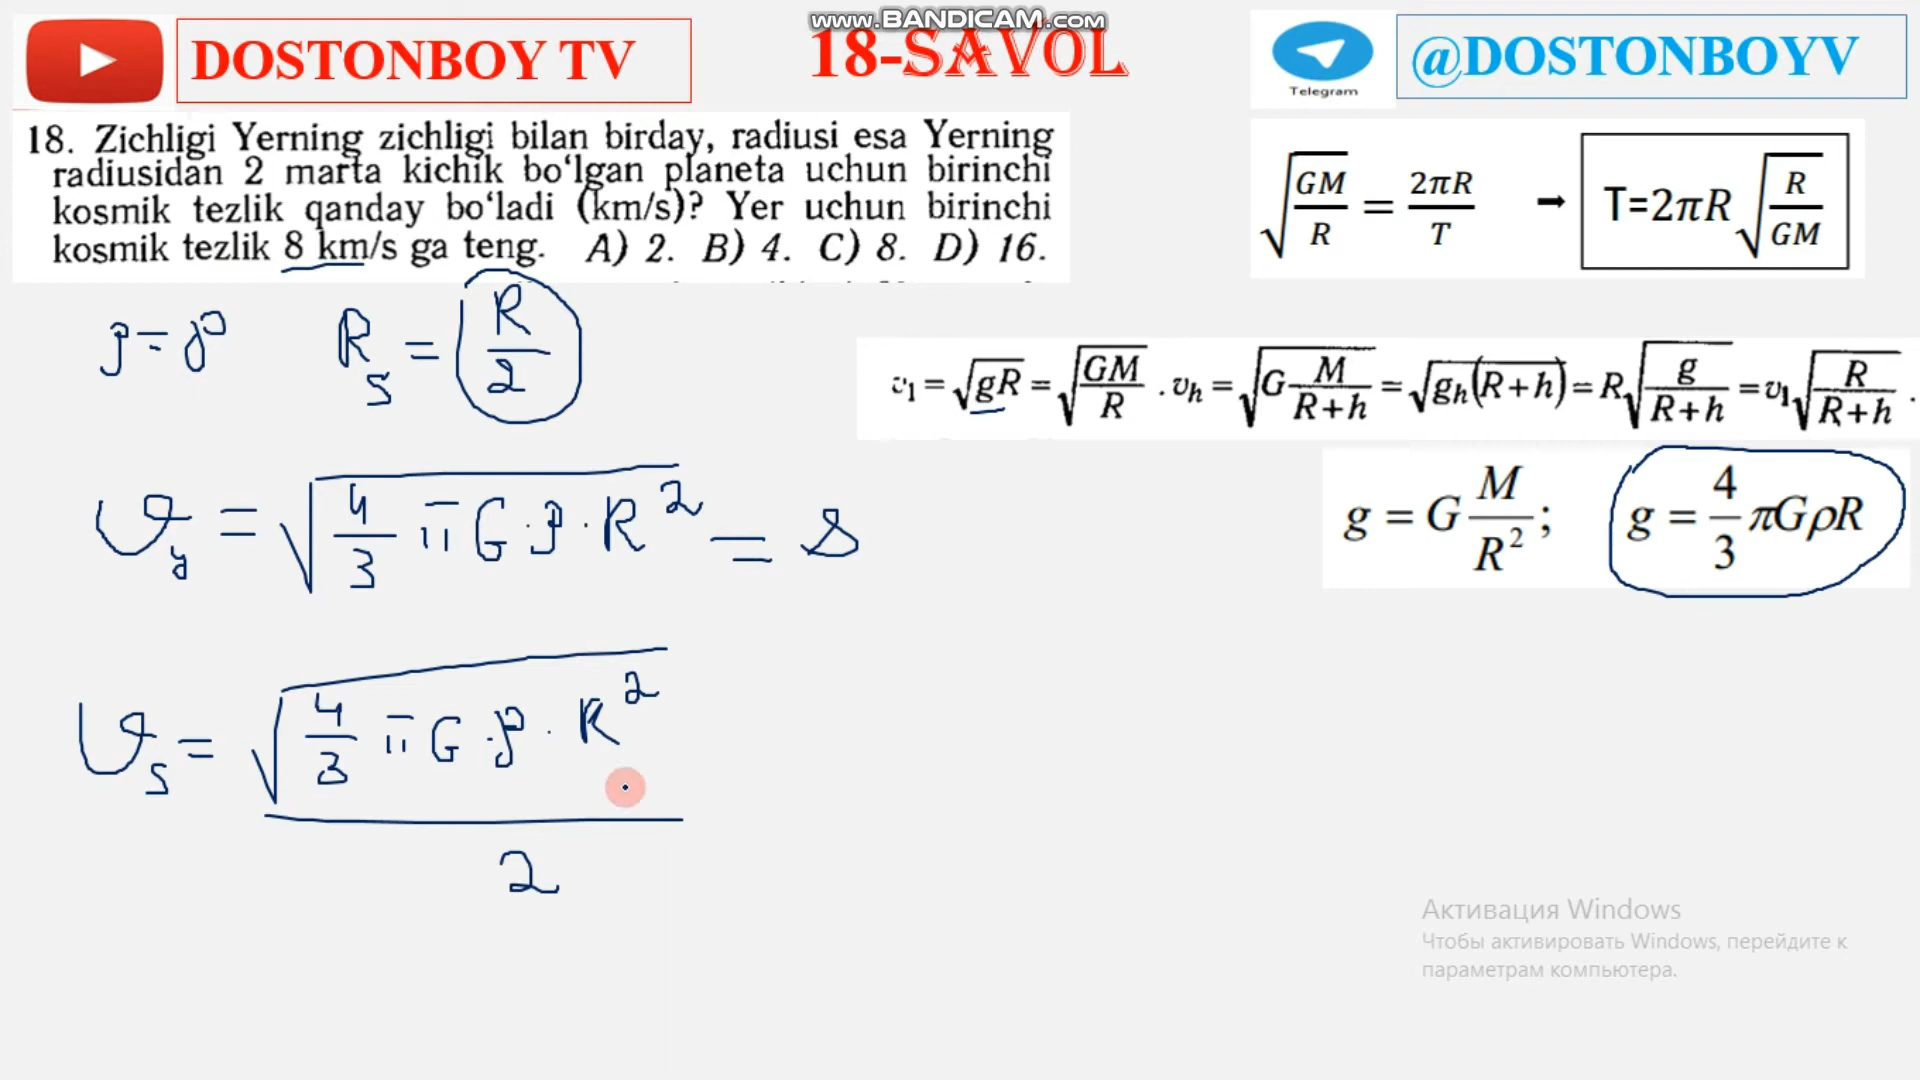 www.BANDICAM.com
DOSTONBOY TV
18-SAVOL
Telegram
@DOSTONBOYV
18. Zichligi Yerning zichligi bilan birday, radiusi esa Yerning
radiusidan 2 marta kichik bo‘lgan planeta uchun birinchi
kosmik tezlik qanday bo‘ladi (km/s)? Yer uchun birinchi
kosmik tezlik 8 km/s ga teng. A) 2. B) 4. C) 8. D) 16.
√(GM/R) = 2πR/T → T=2πR√(R/GM)
ρ = ρ R_s = R/2
υ₁ = √(gR) = √(GM/R) . υ_h = √(G M/(R+h)) = √(g_h(R+h)) = R√(g/(R+h)) = υ₁√(R/(R+h)) .
g = G M/R²; g = 4/3 πGρR
υ_y = √(4/3 π G · ρ · R²) = 8
υ_s = √(4/3 π G · ρ · R²) / 2
Активация Windows
Чтобы активировать Windows, перейдите к
параметрам компьютера.